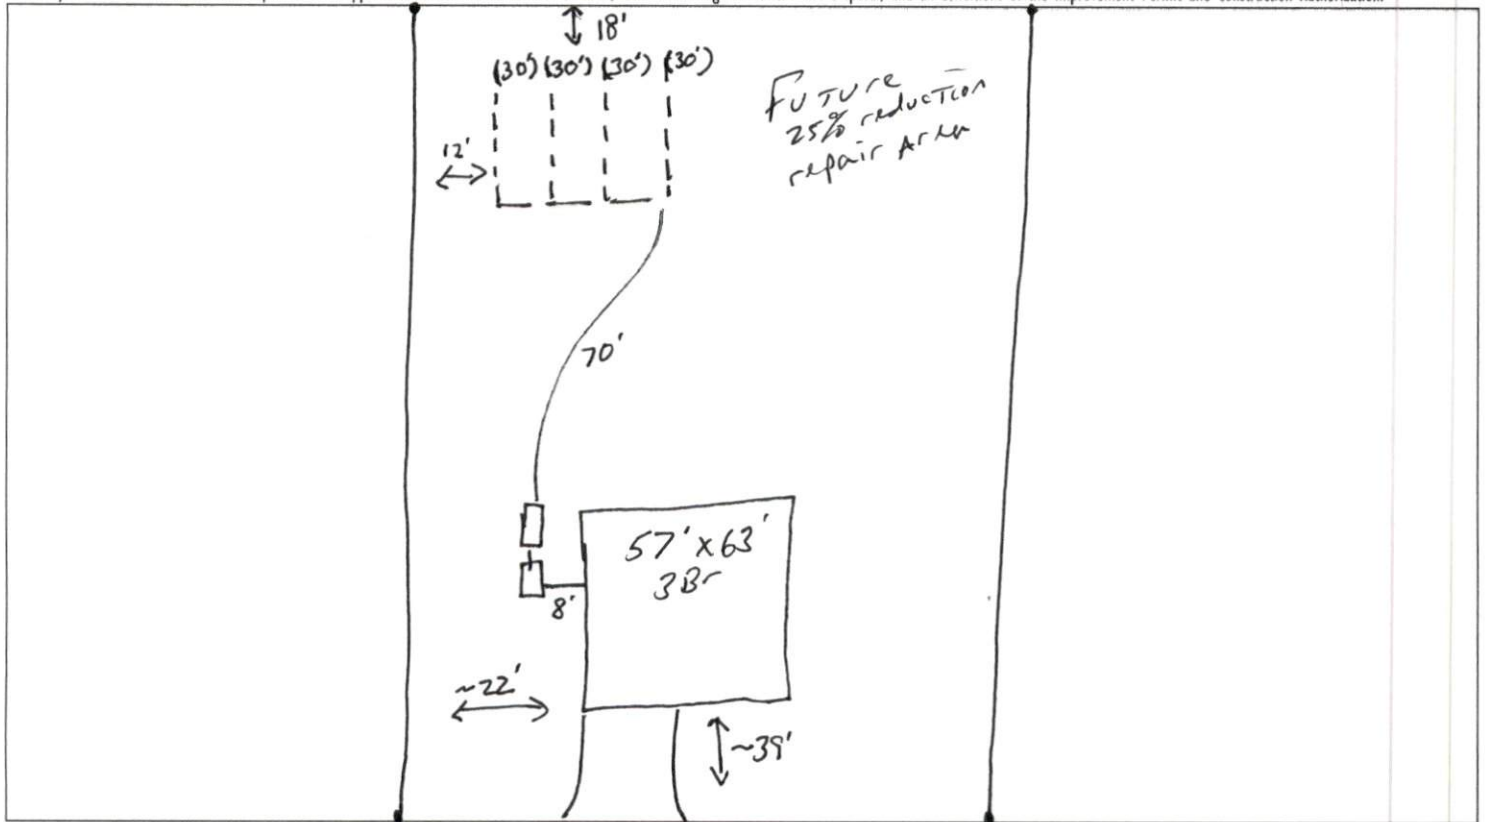 18'
(30') (30') (30') (30')
Future
25% reduction
repair Area
12'
70'
57' x 63'
3Br
8'
~22'
~39'